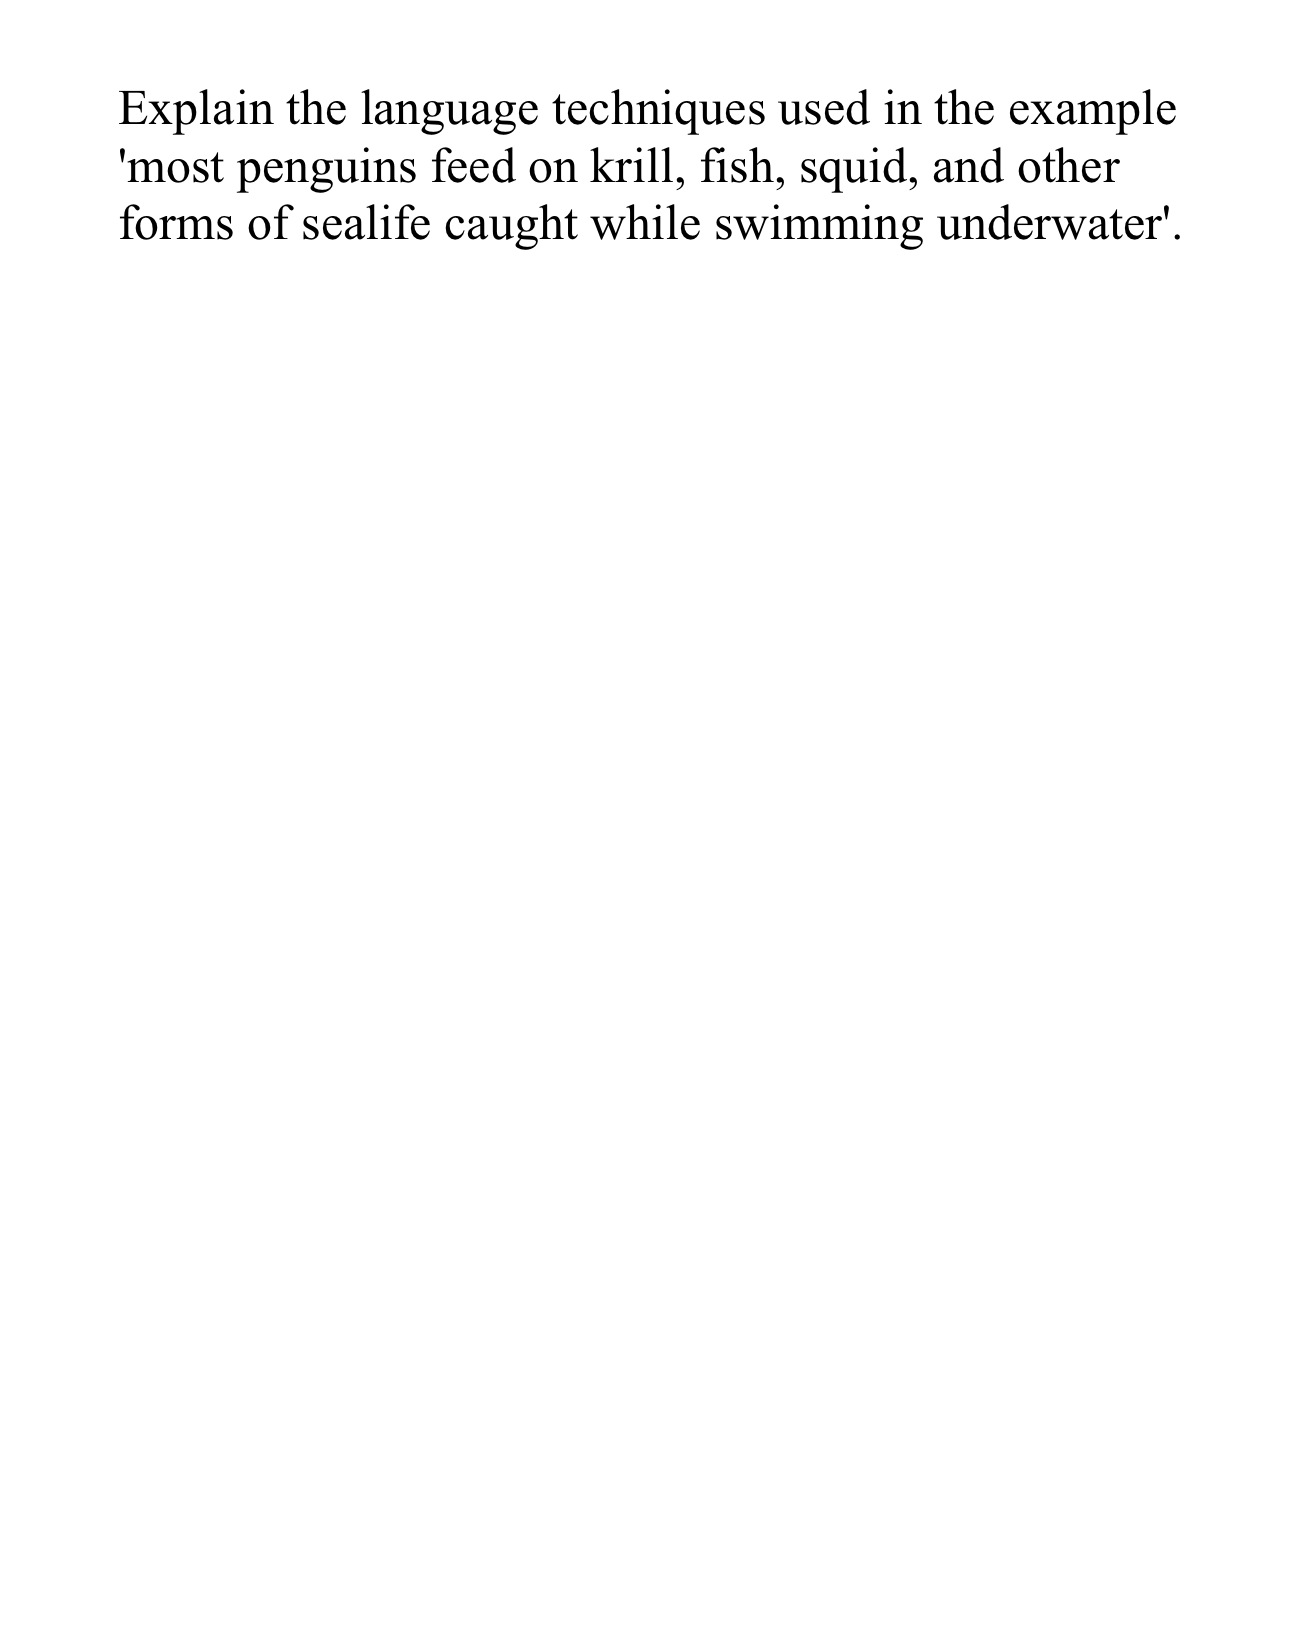 Explain the language techniques used in the example
'most penguins feed on krill, fish, squid, and other
forms of sealife caught while swimming underwater'.